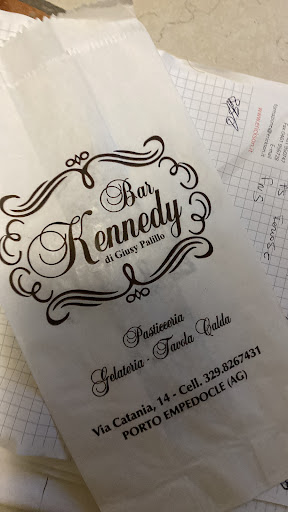 Bar
Kennedy
di Giusy Palillo
Pasticceria
Gelateria - Tavola Calda
Via Catania, 14 - Cell. 329.8267431
PORTO EMPEDOCLE (AG)